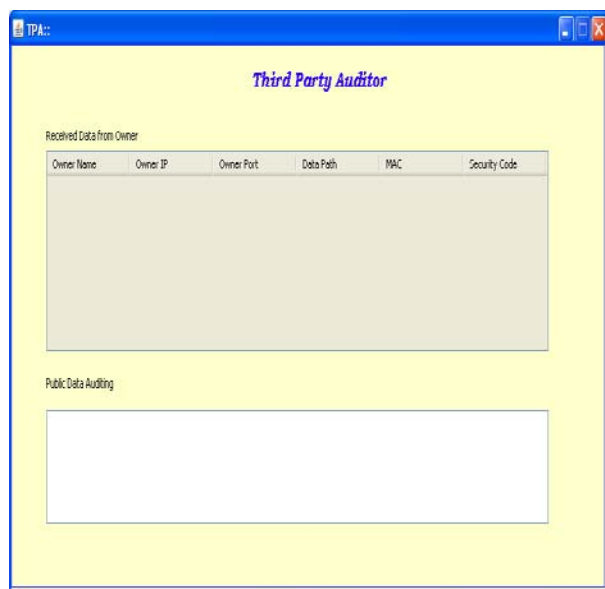 TPA::
Third Party Auditor
Received Data from Owner
Owner Name Owner IP Owner Port Data Path MAC Security Code
Public Data Auditing